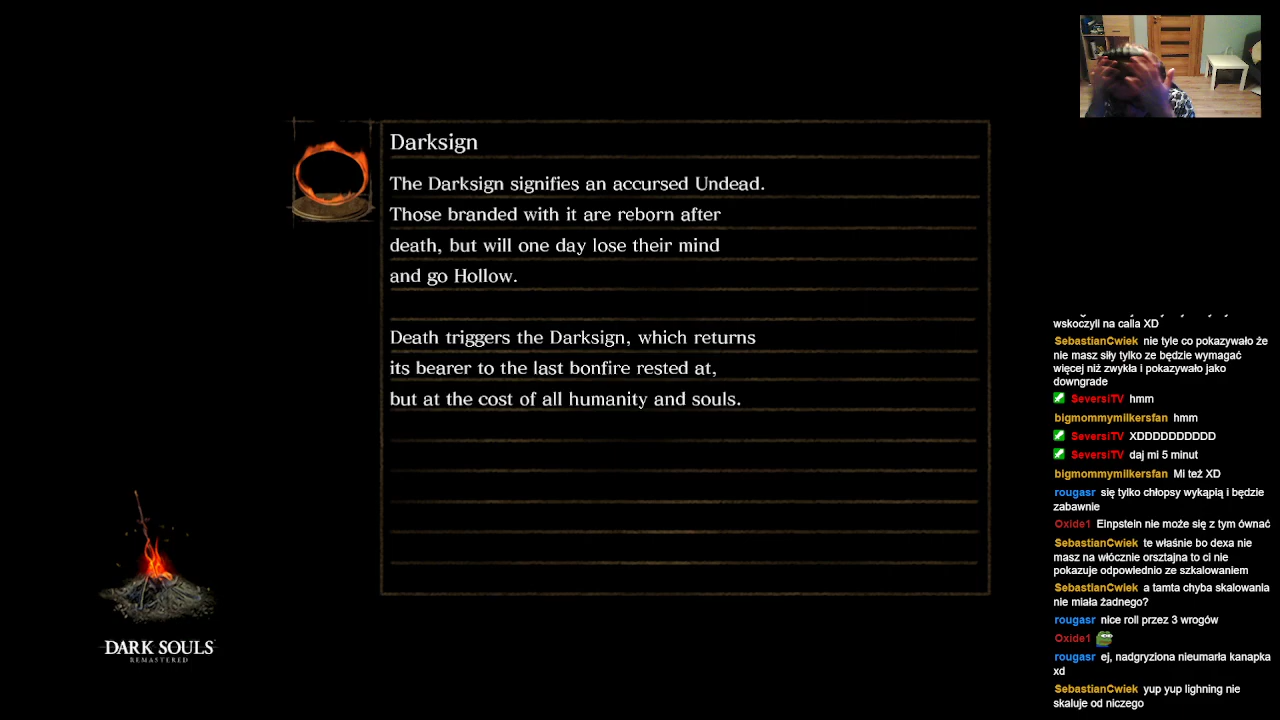 Darksign
The Darksign signifies an accursed Undead.
Those branded with it are reborn after
death, but will one day lose their mind
and go Hollow.
Death triggers the Darksign, which returns
its bearer to the last bonfire rested at,
but at the cost of all humanity and souls.
DARK SOULS
REMASTERED
wskoczyli na calla XD
SebastianCwiek nie tyle co pokazywało że
nie masz siły tylko ze będzie wymagać
więcej niż zwykła i pokazywało jako
downgrade
SeversiTV hmm
bigmommymilkersfan hmm
SeversiTV XDDDDDDDDDD
SeversiTV daj mi 5 minut
bigmommymilkersfan Mi też XD
rougasr się tylko chłopsy wykąpią i będzie
zabawnie
Oxide1 Einpstein nie może się z tym ównać
SebastianCwiek te właśnie bo dexa nie
masz na włócznie orsztajna to ci nie
pokazuje odpowiednio ze szkalowaniem
SebastianCwiek a tamta chyba skalowania
nie miała żadnego?
rougasr nice roll przez 3 wrogów
Oxide1
rougasr ej, nadgryziona nieumarła kanapka
xd
SebastianCwiek yup yup lighning nie
skaluje od niczego